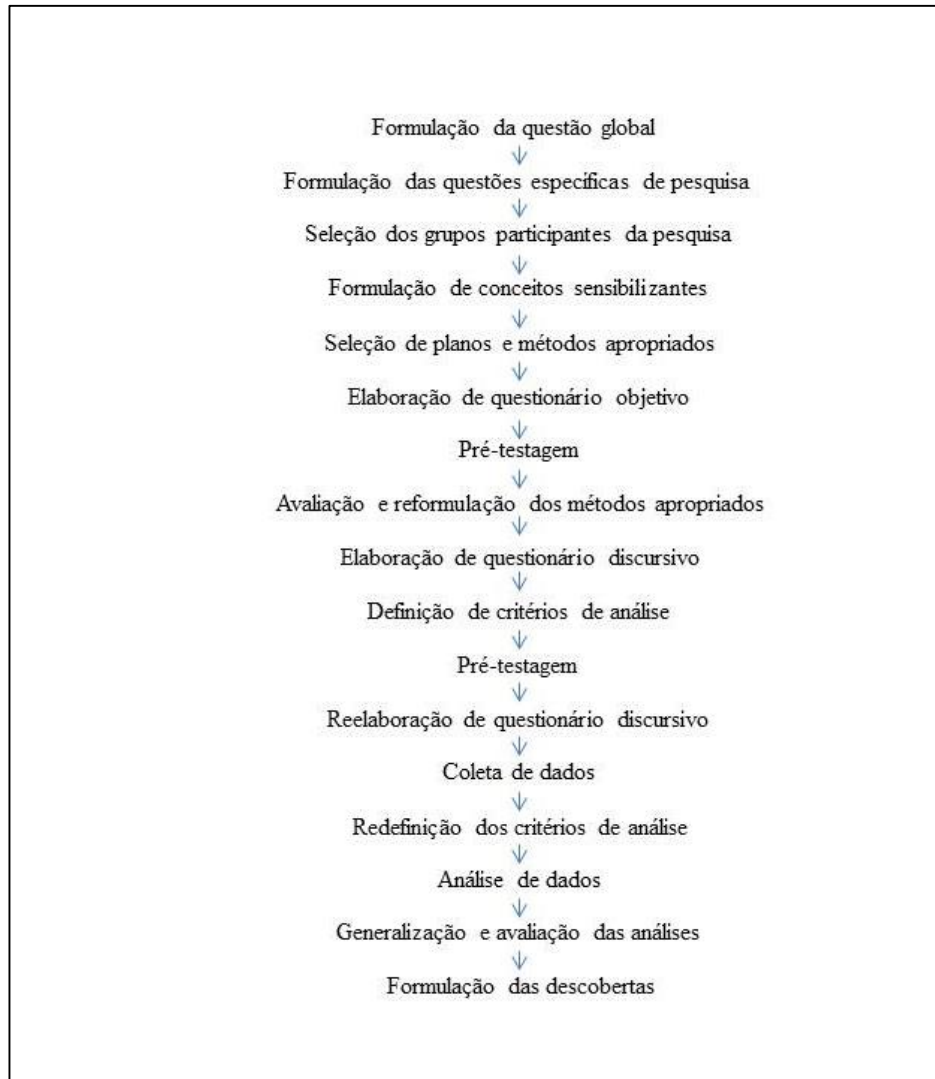 Formulação da questão global
Formulação das questões específicas de pesquisa
Seleção dos grupos participantes da pesquisa
Formulação de conceitos sensibilizantes
Seleção de planos e métodos apropriados
Elaboração de questionário objetivo
Pré-testagem
Avaliação e reformulação dos métodos apropriados
Elaboração de questionário discursivo
Definição de critérios de análise
Pré-testagem
Reelaboração de questionário discursivo
Coleta de dados
Redefinição dos critérios de análise
Análise de dados
Generalização e avaliação das análises
Formulação das descobertas